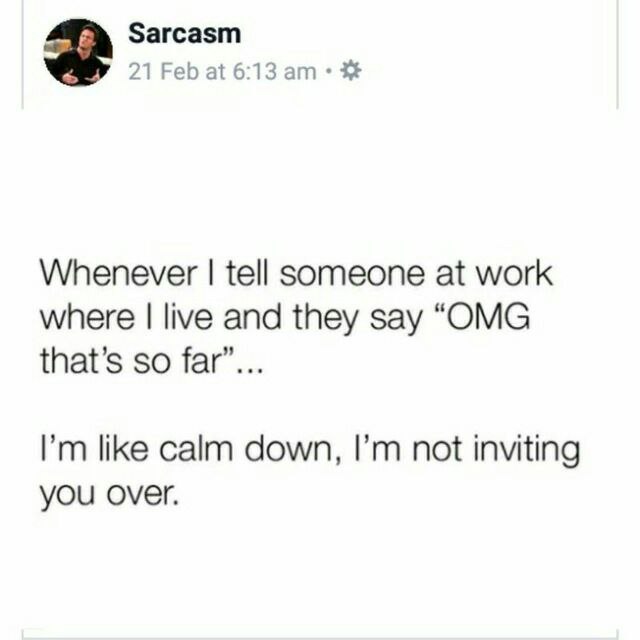 Sarcasm
21 Feb at 6:13 am •
Whenever I tell someone at work
where I live and they say “OMG
that’s so far”...
I’m like calm down, I’m not inviting
you over.